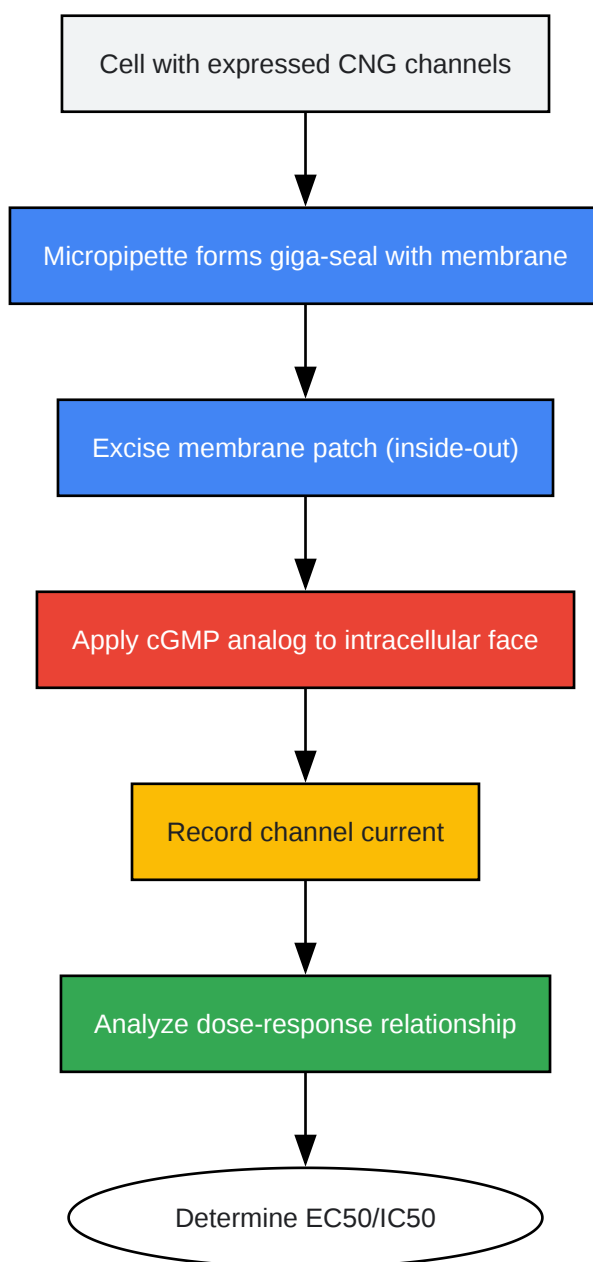 Cell with expressed CNG channels
Micropipette forms giga-seal with membrane
Excise membrane patch (inside-out)
Apply cGMP analog to intracellular face
Record channel current
Analyze dose-response relationship
Determine EC50/IC50